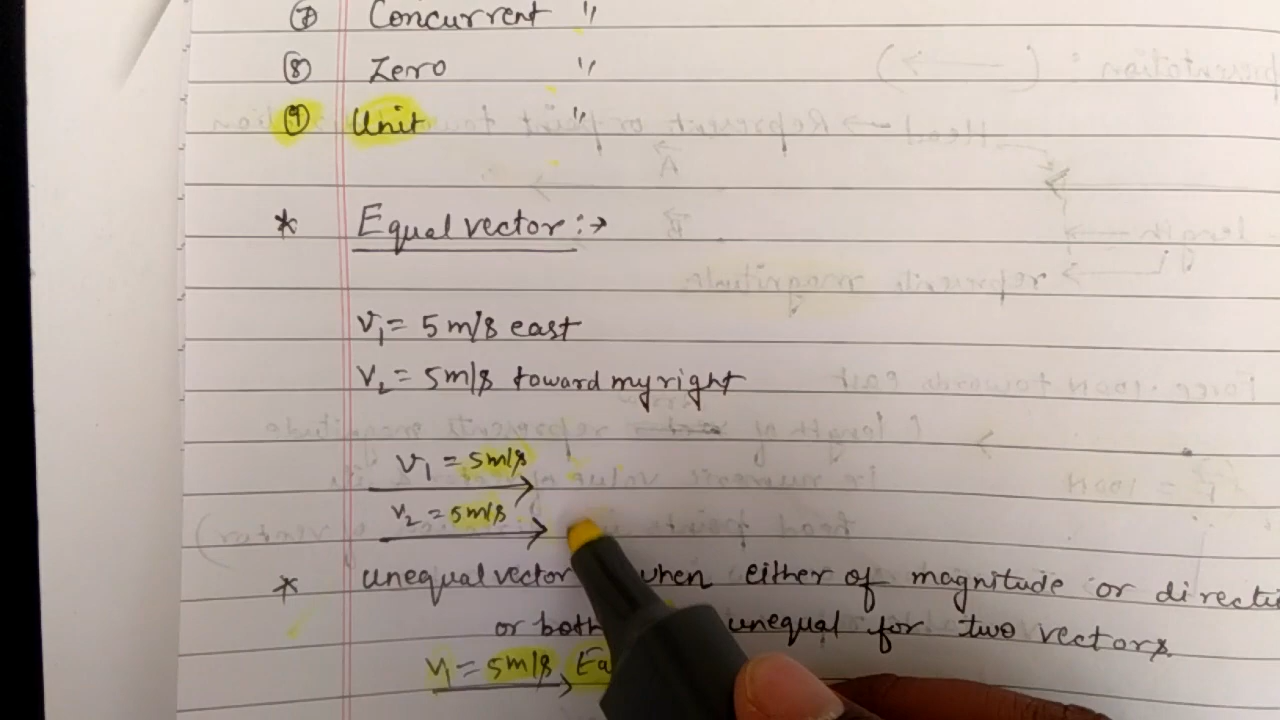 ⑦ Concurrent "
⑧ Zero "
⑨ Unit "
* Equal vector :→
V₁ = 5 m/s east
V₂ = 5 m/s toward my right
V₁ = 5 m/s
V₂ = 5 m/s
* unequal vector when either of magnitude or directi
or both unequal for two vectors
V₁ = 5 m/s Ea